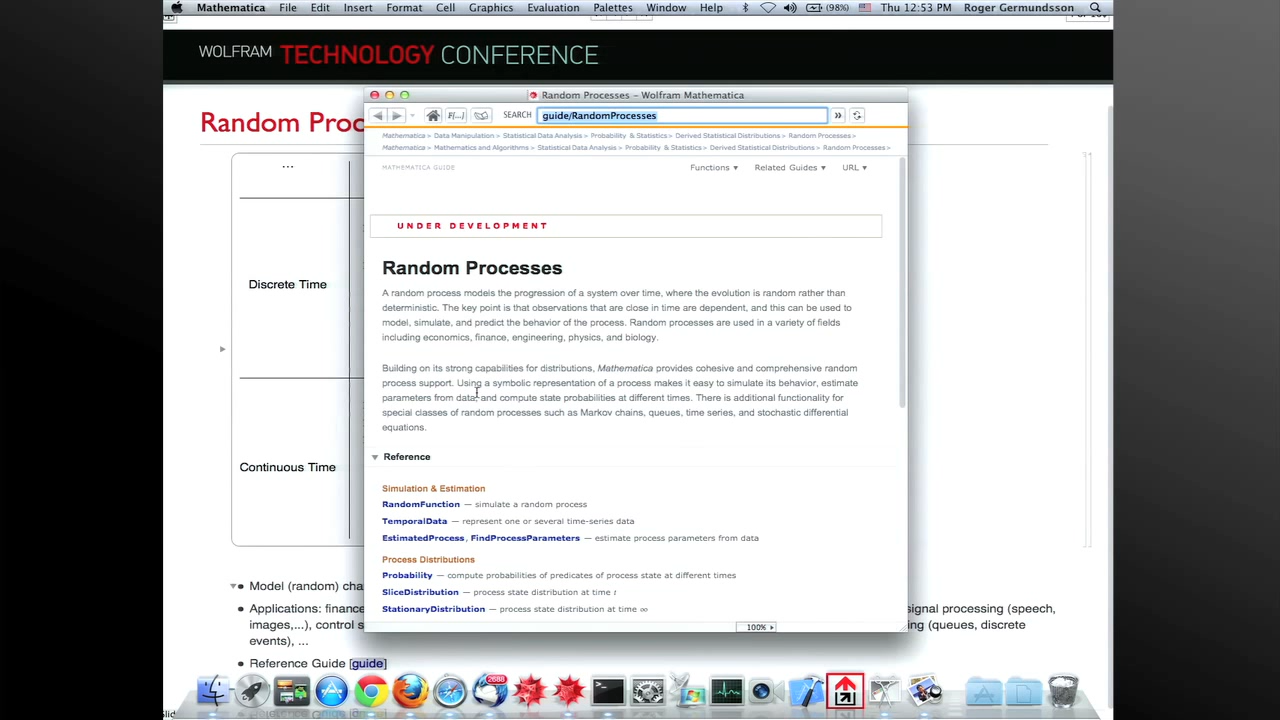 Mathematica File Edit Insert Format Cell Graphics Evaluation Palettes Window Help (98%) Thu 12:53 PM Roger Germundsson
WOLFRAM TECHNOLOGY CONFERENCE
Random Processes – Wolfram Mathematica
SEARCH guide/RandomProcesses »
Random Proc
Mathematica > Data Manipulation > Statistical Data Analysis > Probability & Statistics > Derived Statistical Distributions > Random Processes >
Mathematica > Mathematics and Algorithms > Statistical Data Analysis > Probability & Statistics > Derived Statistical Distributions > Random Processes >
MATHEMATICA GUIDE Functions Related Guides URL
...
UNDER DEVELOPMENT
Random Processes
Discrete Time
A random process models the progression of a system over time, where the evolution is random rather than
deterministic. The key point is that observations that are close in time are dependent, and this can be used to
model, simulate, and predict the behavior of the process. Random processes are used in a variety of fields
including economics, finance, engineering, physics, and biology.
Building on its strong capabilities for distributions, Mathematica provides cohesive and comprehensive random
process support. Using a symbolic representation of a process makes it easy to simulate its behavior, estimate
parameters from data, and compute state probabilities at different times. There is additional functionality for
special classes of random processes such as Markov chains, queues, time series, and stochastic differential
equations.
Reference
Continuous Time
Simulation & Estimation
RandomFunction — simulate a random process
TemporalData — represent one or several time-series data
EstimatedProcess, FindProcessParameters — estimate process parameters from data
Process Distributions
Probability — compute probabilities of predicates of process state at different times
SliceDistribution — process state distribution at time t
StationaryDistribution — process state distribution at time ∞
100%
• Model (random) cha
• Applications: finance signal processing (speech,
images,...), control s (queues, discrete
events), ...
• Reference Guide [guide]
2688